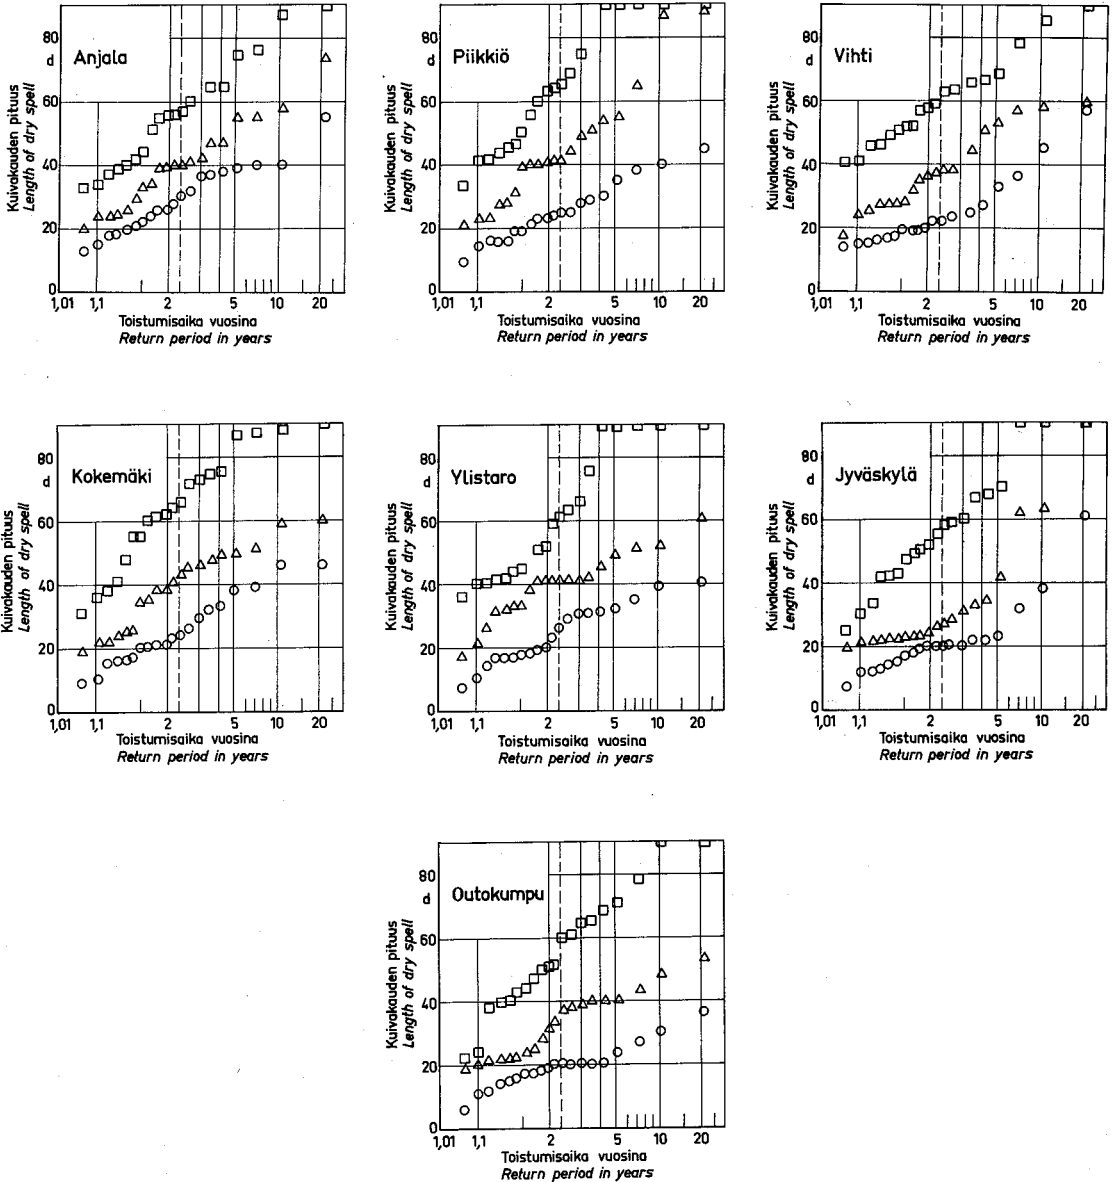 Anjala
80
d
60
40
20
0
Kuivakauden pituus
Length of dry spell
1,01 1,1 2 5 10 20
Toistumisaika vuosina
Return period in years
Piikkiö
80
d
60
40
20
0
Kuivakauden pituus
Length of dry spell
1,01 1,1 2 5 10 20
Toistumisaika vuosina
Return period in years
Vihti
80
d
60
40
20
0
Kuivakauden pituus
Length of dry spell
1,01 1,1 2 5 10 20
Toistumisaika vuosina
Return period in years
Kokemäki
80
d
60
40
20
0
Kuivakauden pituus
Length of dry spell
1,01 1,1 2 5 10 20
Toistumisaika vuosina
Return period in years
Ylistaro
80
d
60
40
20
0
Kuivakauden pituus
Length of dry spell
1,01 1,1 2 5 10 20
Toistumisaika vuosina
Return period in years
Jyväskylä
80
d
60
40
20
0
Kuivakauden pituus
Length of dry spell
1,01 1,1 2 5 10 20
Toistumisaika vuosina
Return period in years
Outokumpu
80
d
60
40
20
0
Kuivakauden pituus
Length of dry spell
1,01 1,1 2 5 10 20
Toistumisaika vuosina
Return period in years